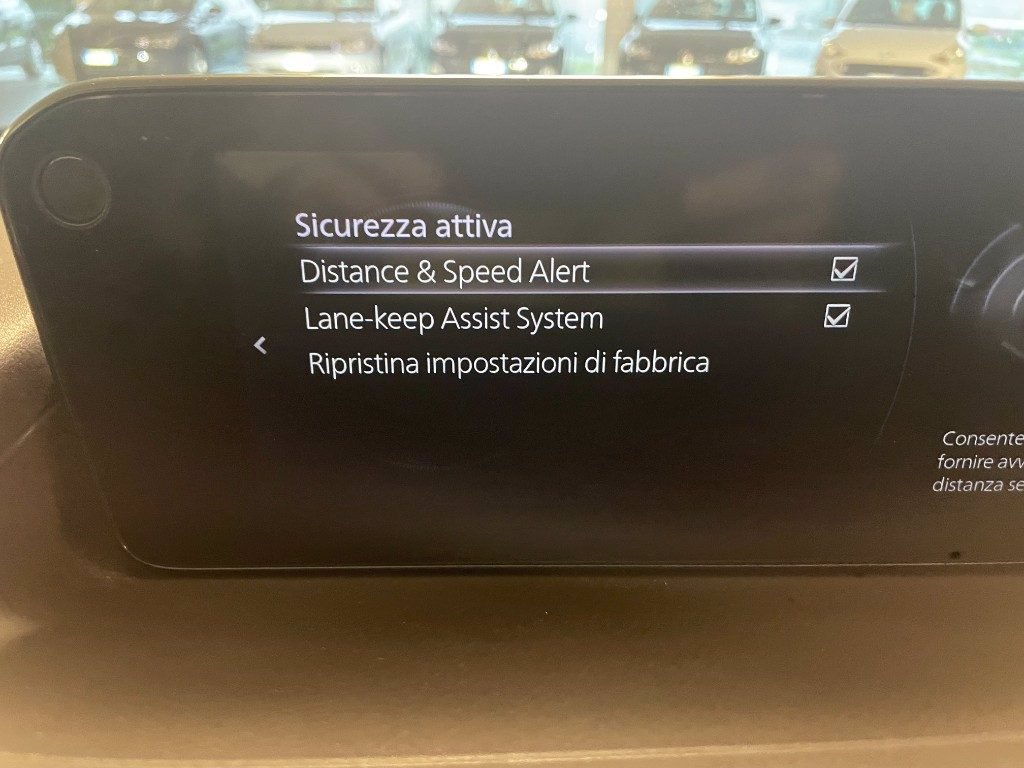 Sicurezza attiva
Distance & Speed Alert
Lane-keep Assist System
Ripristina impostazioni di fabbrica
Consente
fornire avv
distanza se